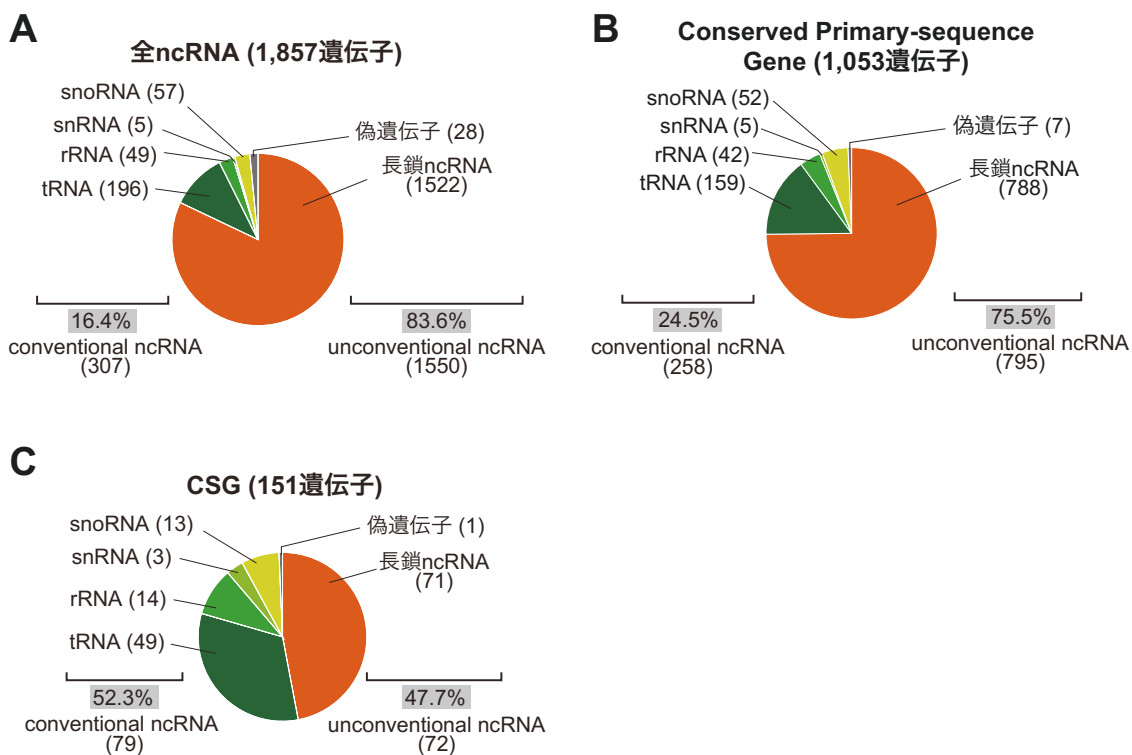 A
全ncRNA (1,857遺伝子)
snoRNA (57)
snRNA (5)
rRNA (49)
tRNA (196)
偽遺伝子 (28)
長鎖ncRNA
(1522)
16.4%
conventional ncRNA
(307)
83.6%
unconventional ncRNA
(1550)
B
Conserved Primary-sequence
Gene (1,053遺伝子)
snoRNA (52)
snRNA (5)
rRNA (42)
tRNA (159)
偽遺伝子 (7)
長鎖ncRNA
(788)
24.5%
conventional ncRNA
(258)
75.5%
unconventional ncRNA
(795)
C
CSG (151遺伝子)
snoRNA (13)
snRNA (3)
rRNA (14)
tRNA (49)
偽遺伝子 (1)
長鎖ncRNA
(71)
52.3%
conventional ncRNA
(79)
47.7%
unconventional ncRNA
(72)